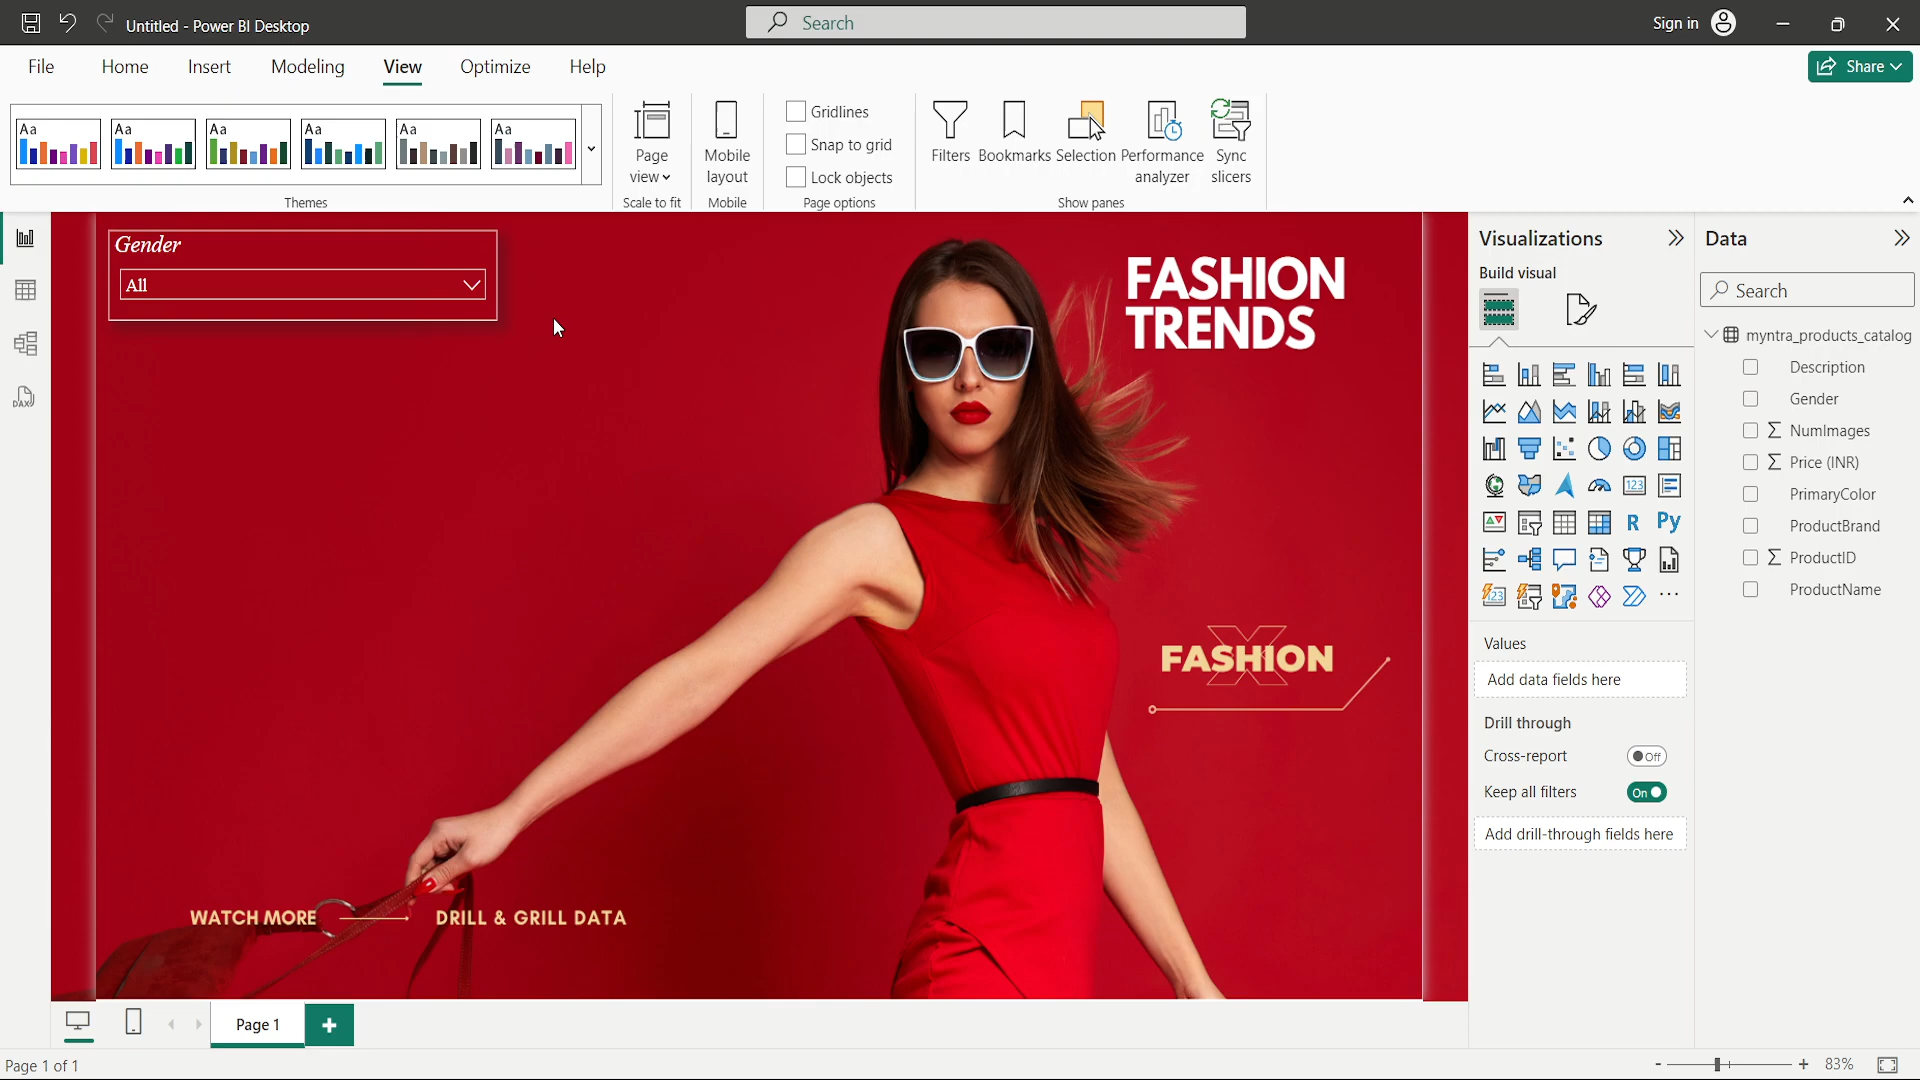 Untitled - Power BI Desktop
Search
Sign in
File
Home
Insert
Modeling
View
Optimize
Help
Share
Aa
Aa
Aa
Aa
Aa
Aa
Themes
Page
view
Scale to fit
Mobile
layout
Mobile
Gridlines
Snap to grid
Lock objects
Page options
Filters
Bookmarks
Selection
Performance
analyzer
Sync
slicers
Show panes
DAX
Gender
All
FASHION
TRENDS
X
FASHION
WATCH MORE
DRILL & GRILL DATA
Visualizations
Build visual
123
R
Py
123
Values
Add data fields here
Drill through
Cross-report
Off
Keep all filters
On
Add drill-through fields here
Data
Search
myntra_products_catalog
Description
Gender
∑ NumImages
∑ Price (INR)
PrimaryColor
ProductBrand
∑ ProductID
ProductName
Page 1
+
Page 1 of 1
- + 83%